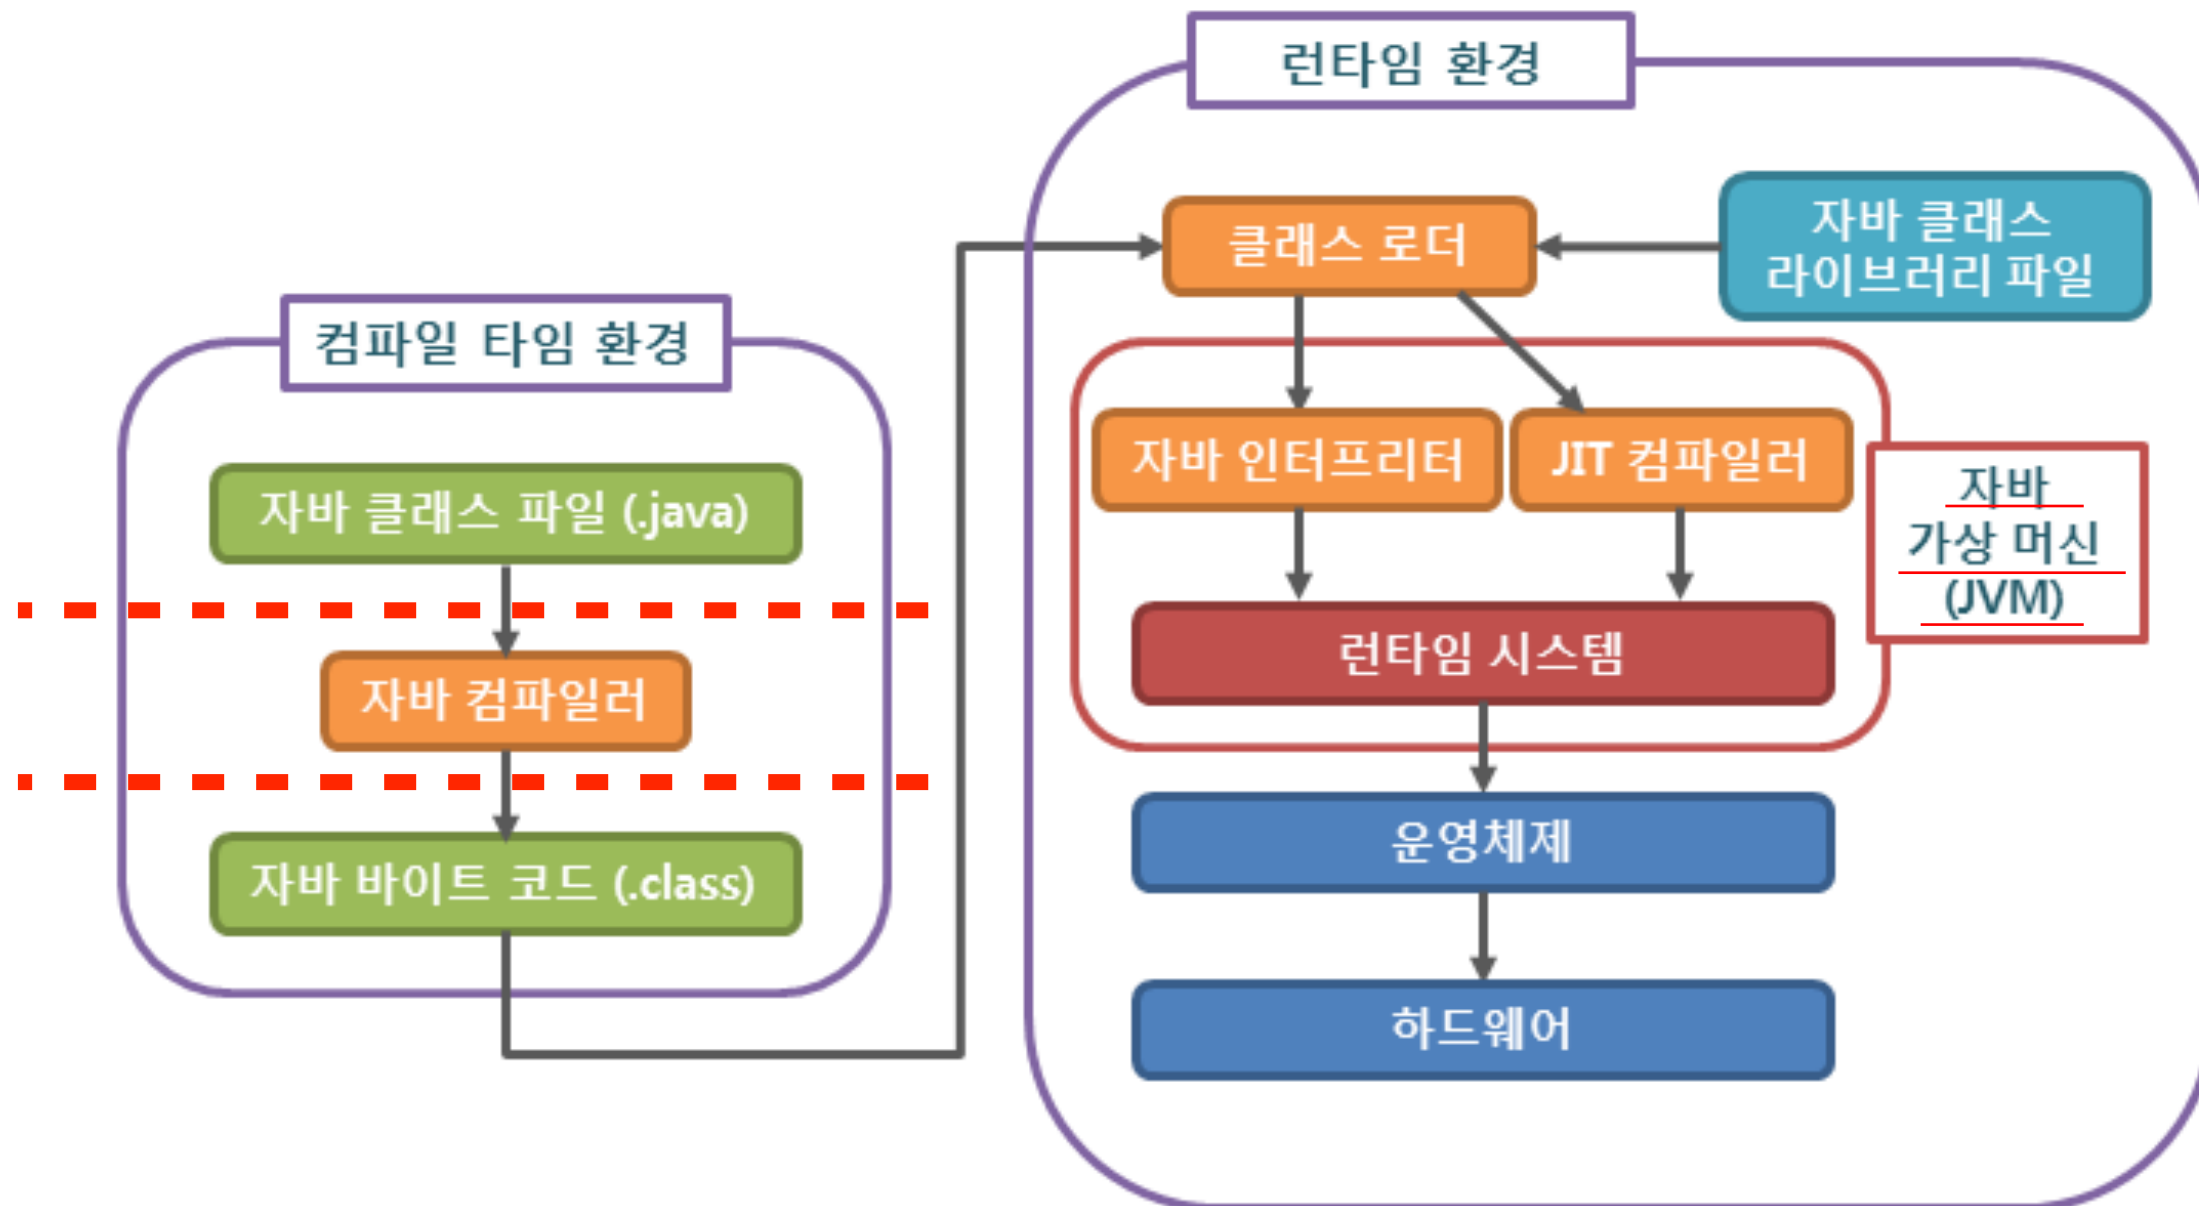 런타임 환경
클래스 로더
자바 클래스
라이브러리 파일
컴파일 타임 환경
자바 인터프리터
JIT 컴파일러
자바
가상 머신
(JVM)
자바 클래스 파일 (.java)
런타임 시스템
자바 컴파일러
운영체제
자바 바이트 코드 (.class)
하드웨어